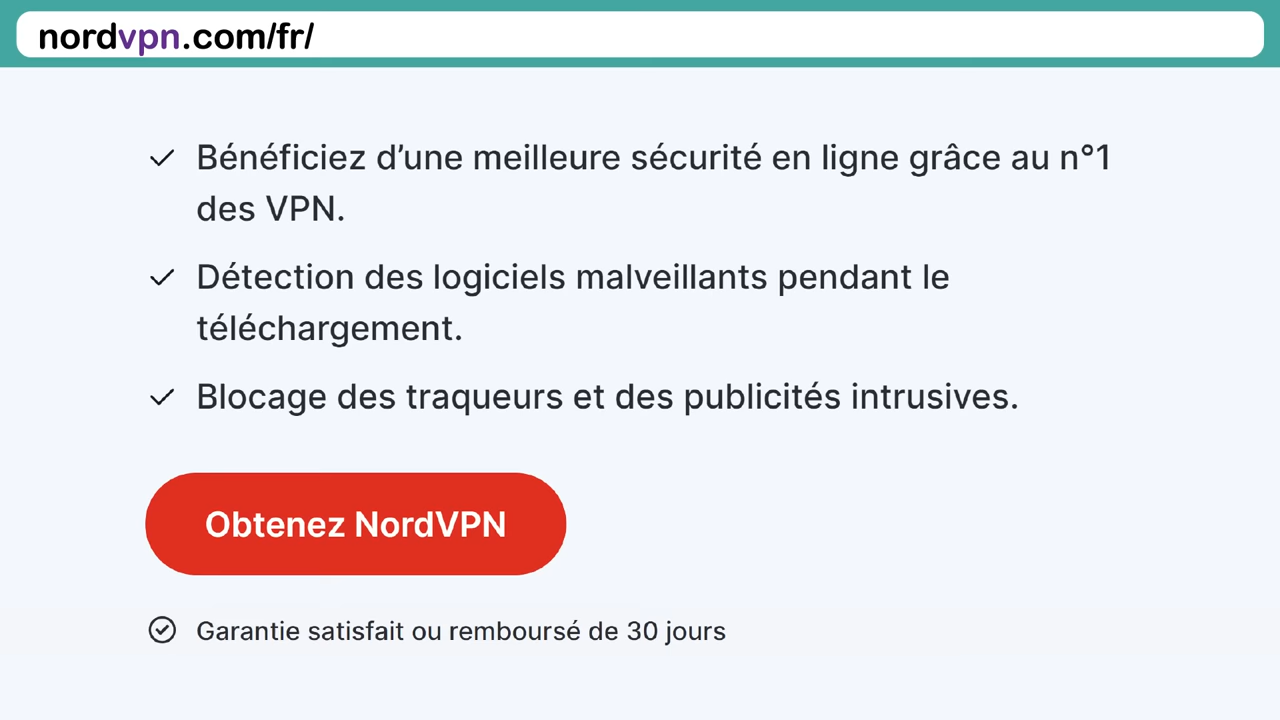 nordvpn.com/fr/
Bénéficiez d’une meilleure sécurité en ligne grâce au n°1
des VPN.
Détection des logiciels malveillants pendant le
téléchargement.
Blocage des traqueurs et des publicités intrusives.
Obtenez NordVPN
Garantie satisfait ou remboursé de 30 jours